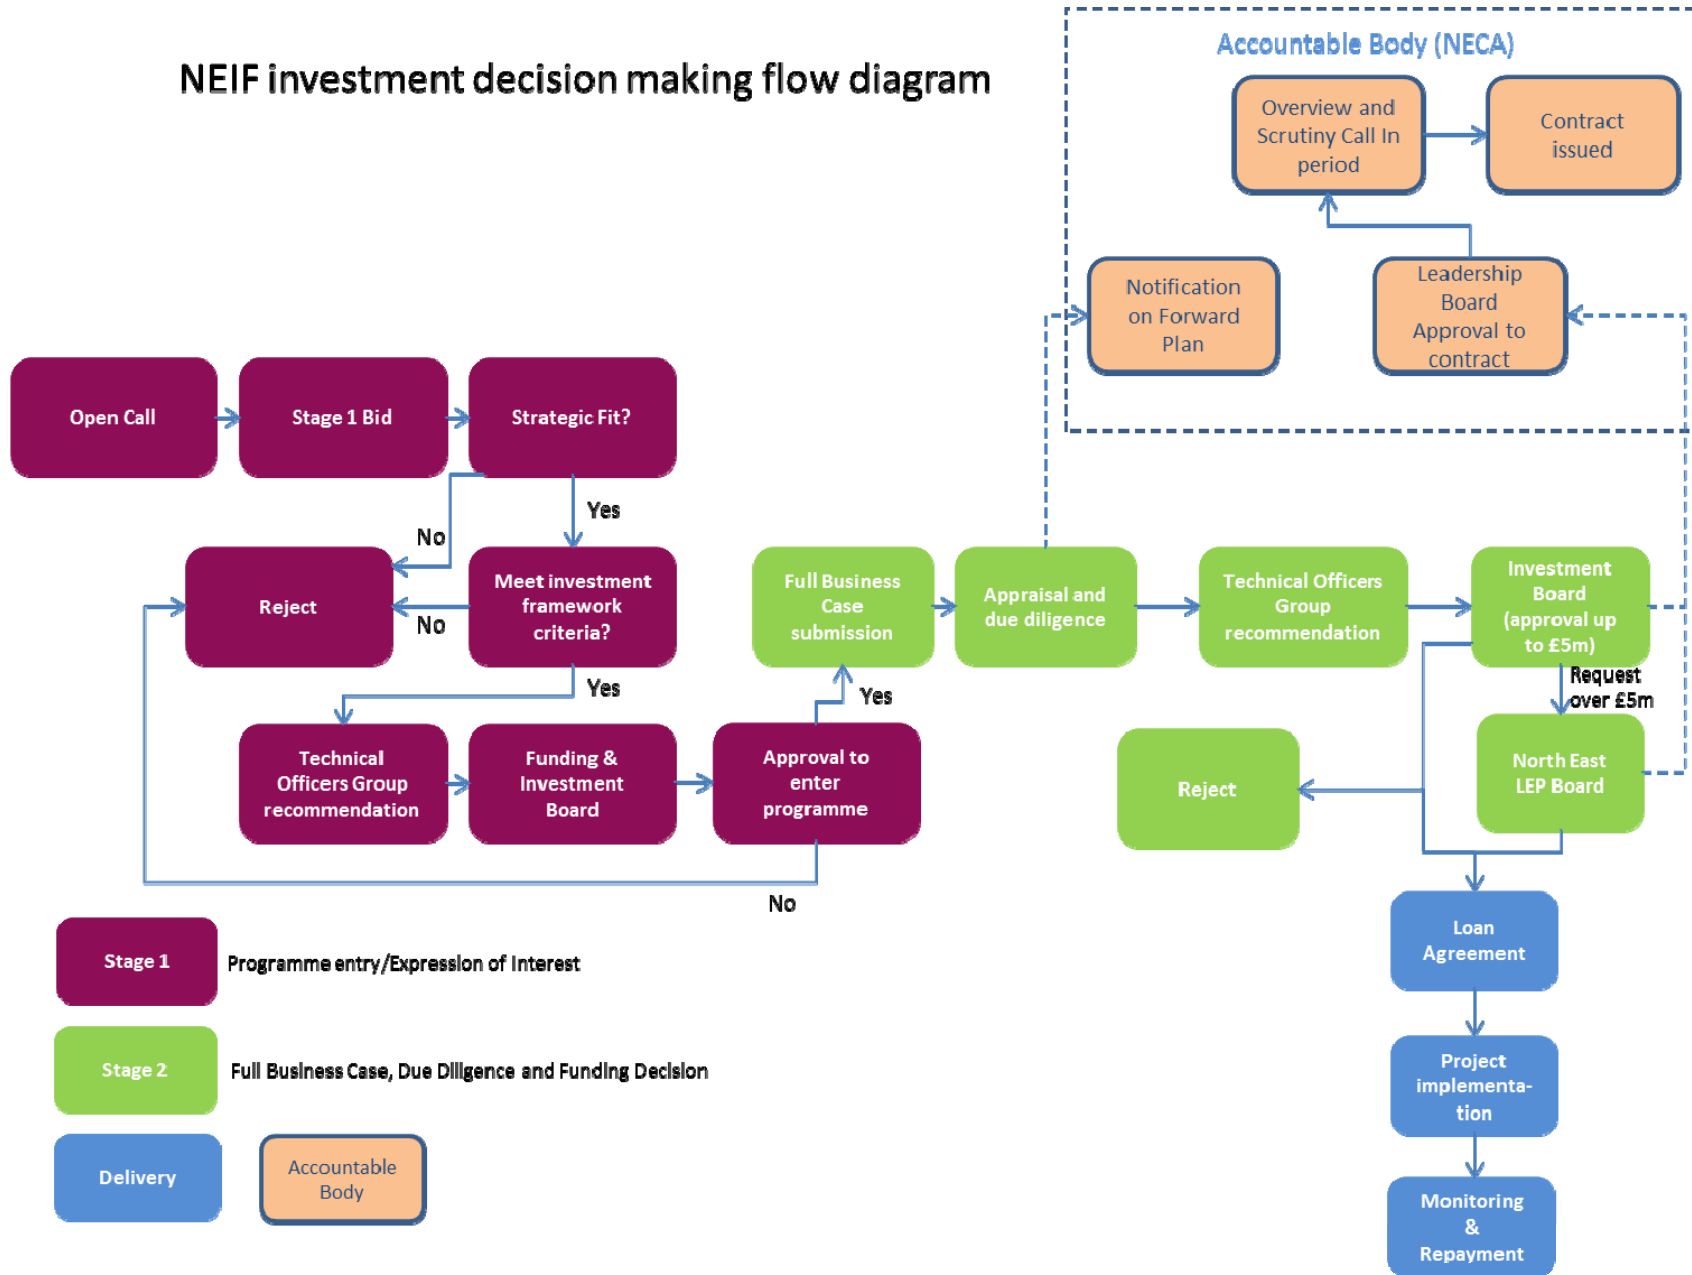 NEIF investment decision making flow diagram
Accountable Body (NECA)
Overview and
Scrutiny Call In
period
Contract
issued
Notification
on Forward
Plan
Leadership
Board
Approval to
contract
Open Call
Stage 1 Bid
Strategic Fit?
No
Yes
Reject
Meet investment
framework
criteria?
No
Yes
Technical
Officers Group
recommendation
Funding &
Investment
Board
Approval to
enter
programme
Yes
No
Full Business
Case
submission
Appraisal and
due diligence
Technical Officers
Group
recommendation
Investment
Board
(approval up
to £5m)
Request
over £5m
North East
LEP Board
Reject
Loan
Agreement
Project
implementa-
tion
Monitoring
&
Repayment
Stage 1
Programme entry/Expression of Interest
Stage 2
Full Business Case, Due Diligence and Funding Decision
Delivery
Accountable
Body